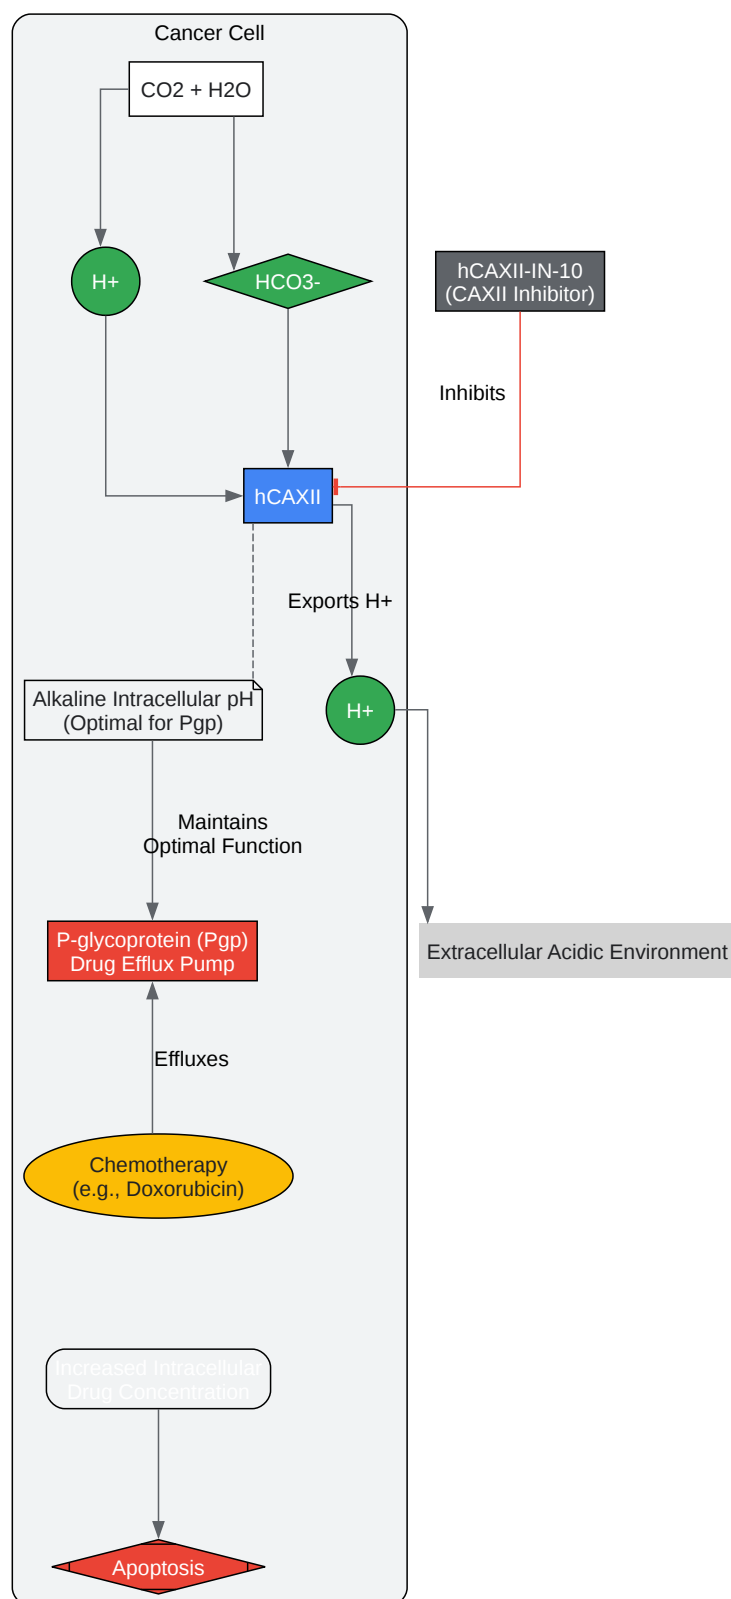 Cancer Cell
CO2 + H2O
H+
HCO3-
hCAXII-IN-10
(CAXII Inhibitor)
Inhibits
hCAXII
Exports H+
Alkaline Intracellular pH
(Optimal for Pgp)
H+
Maintains
Optimal Function
P-glycoprotein (Pgp)
Drug Efflux Pump
Extracellular Acidic Environment
Effluxes
Chemotherapy
(e.g., Doxorubicin)
Increased Intracellular
Drug Concentration
Apoptosis